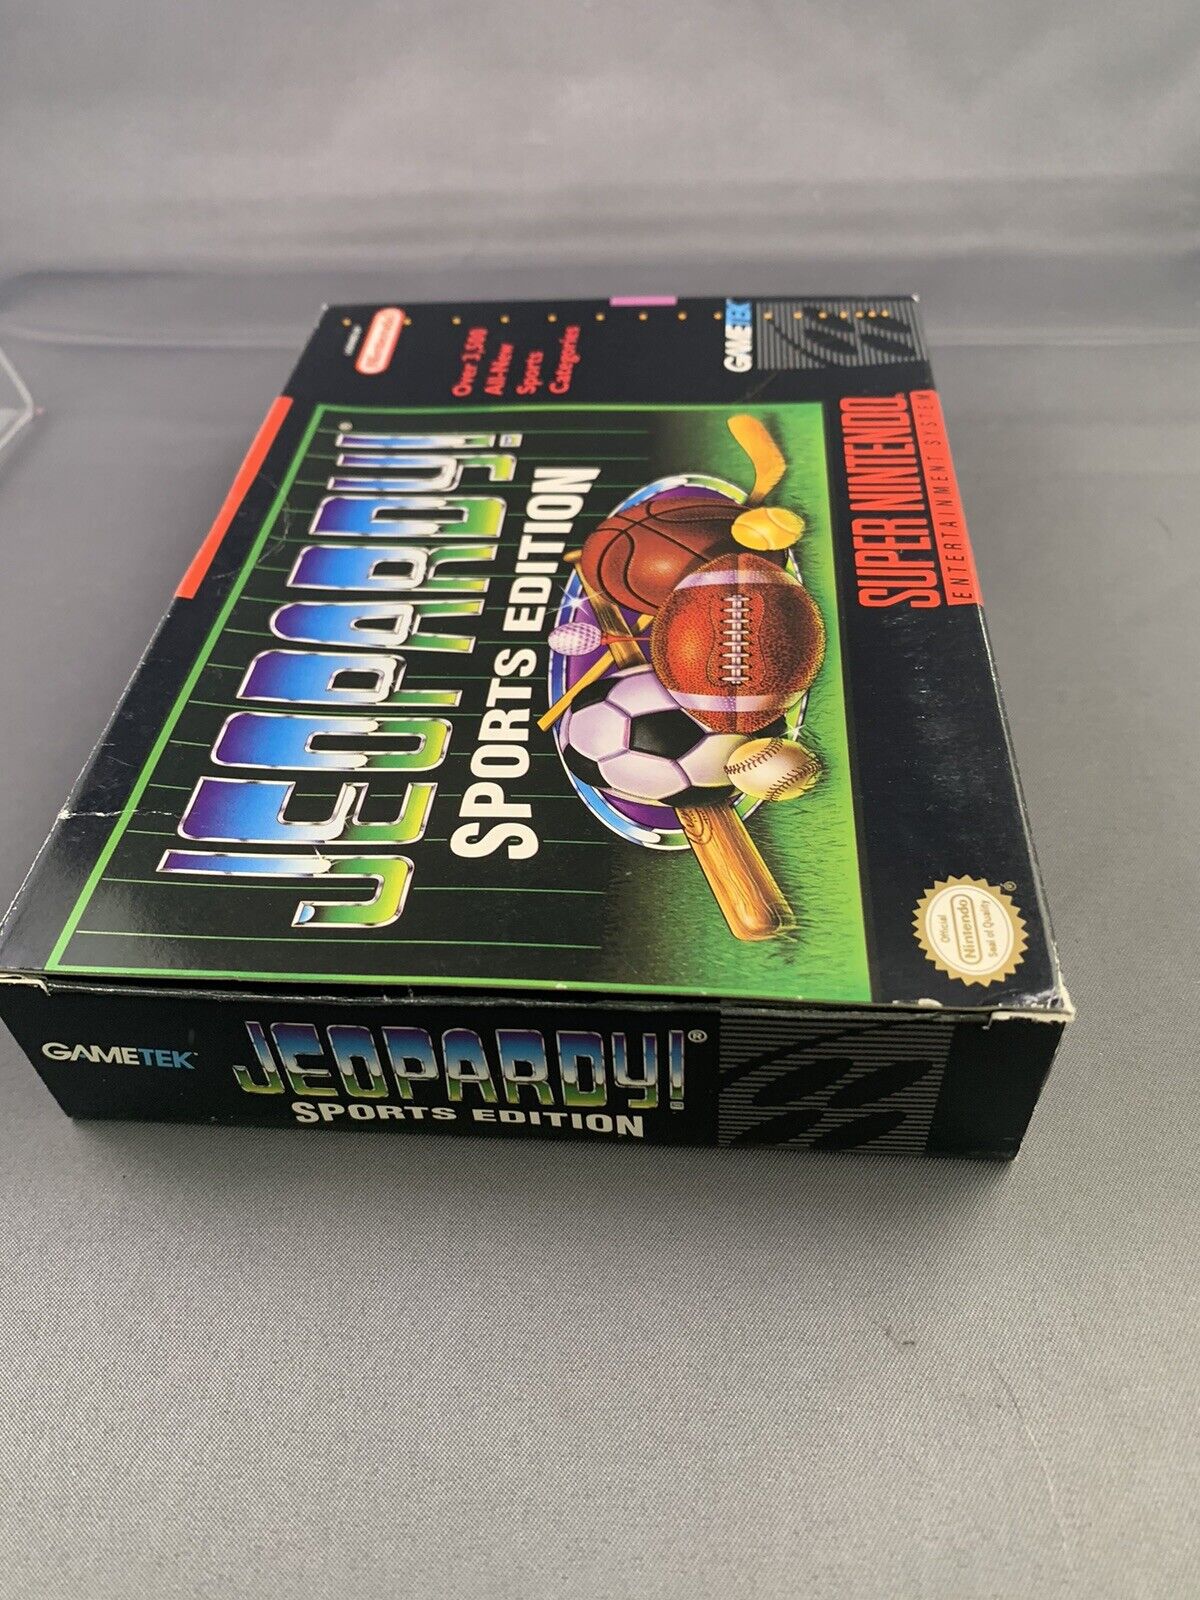 Nintendo
Over 3,500
All-New
Sports
Categories
GAMETEK
JEOPARDY!®
SPORTS EDITION
SUPER NINTENDO
ENTERTAINMENT SYSTEM
Official
Nintendo
Seal of Quality
®
GAMETEK
JEOPARDY!®
SPORTS EDITION